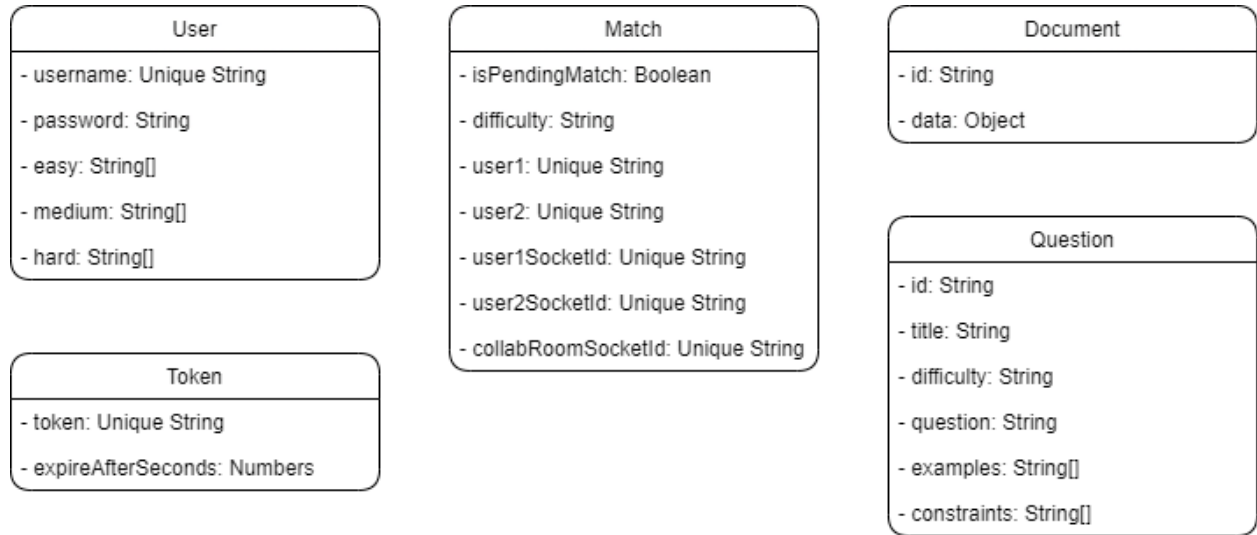 User
- username: Unique String
- password: String
- easy: String[]
- medium: String[]
- hard: String[]
Token
- token: Unique String
- expireAfterSeconds: Numbers
Match
- isPendingMatch: Boolean
- difficulty: String
- user1: Unique String
- user2: Unique String
- user1SocketId: Unique String
- user2SocketId: Unique String
- collabRoomSocketId: Unique String
Document
- id: String
- data: Object
Question
- id: String
- title: String
- difficulty: String
- question: String
- examples: String[]
- constraints: String[]